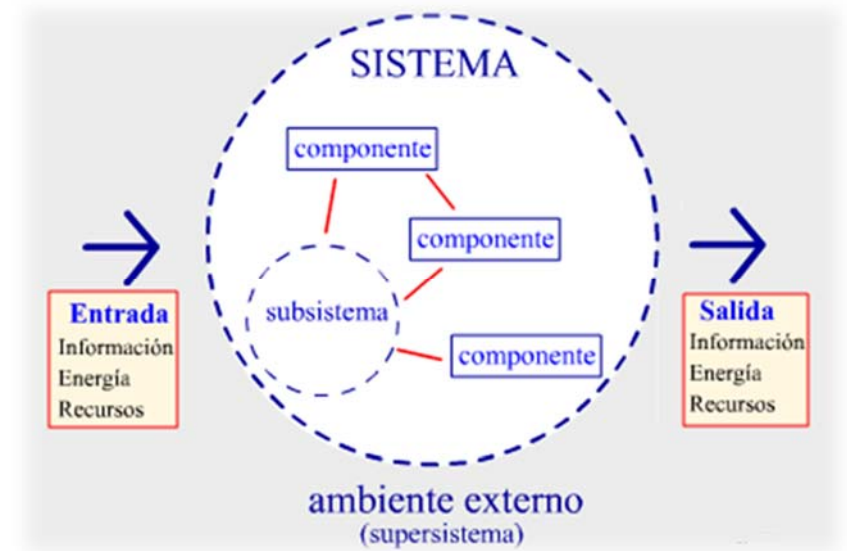 SISTEMA
componente
componente
subsistema
componente
Entrada
Información
Energía
Recursos
Salida
Información
Energía
Recursos
ambiente externo
(supersistema)